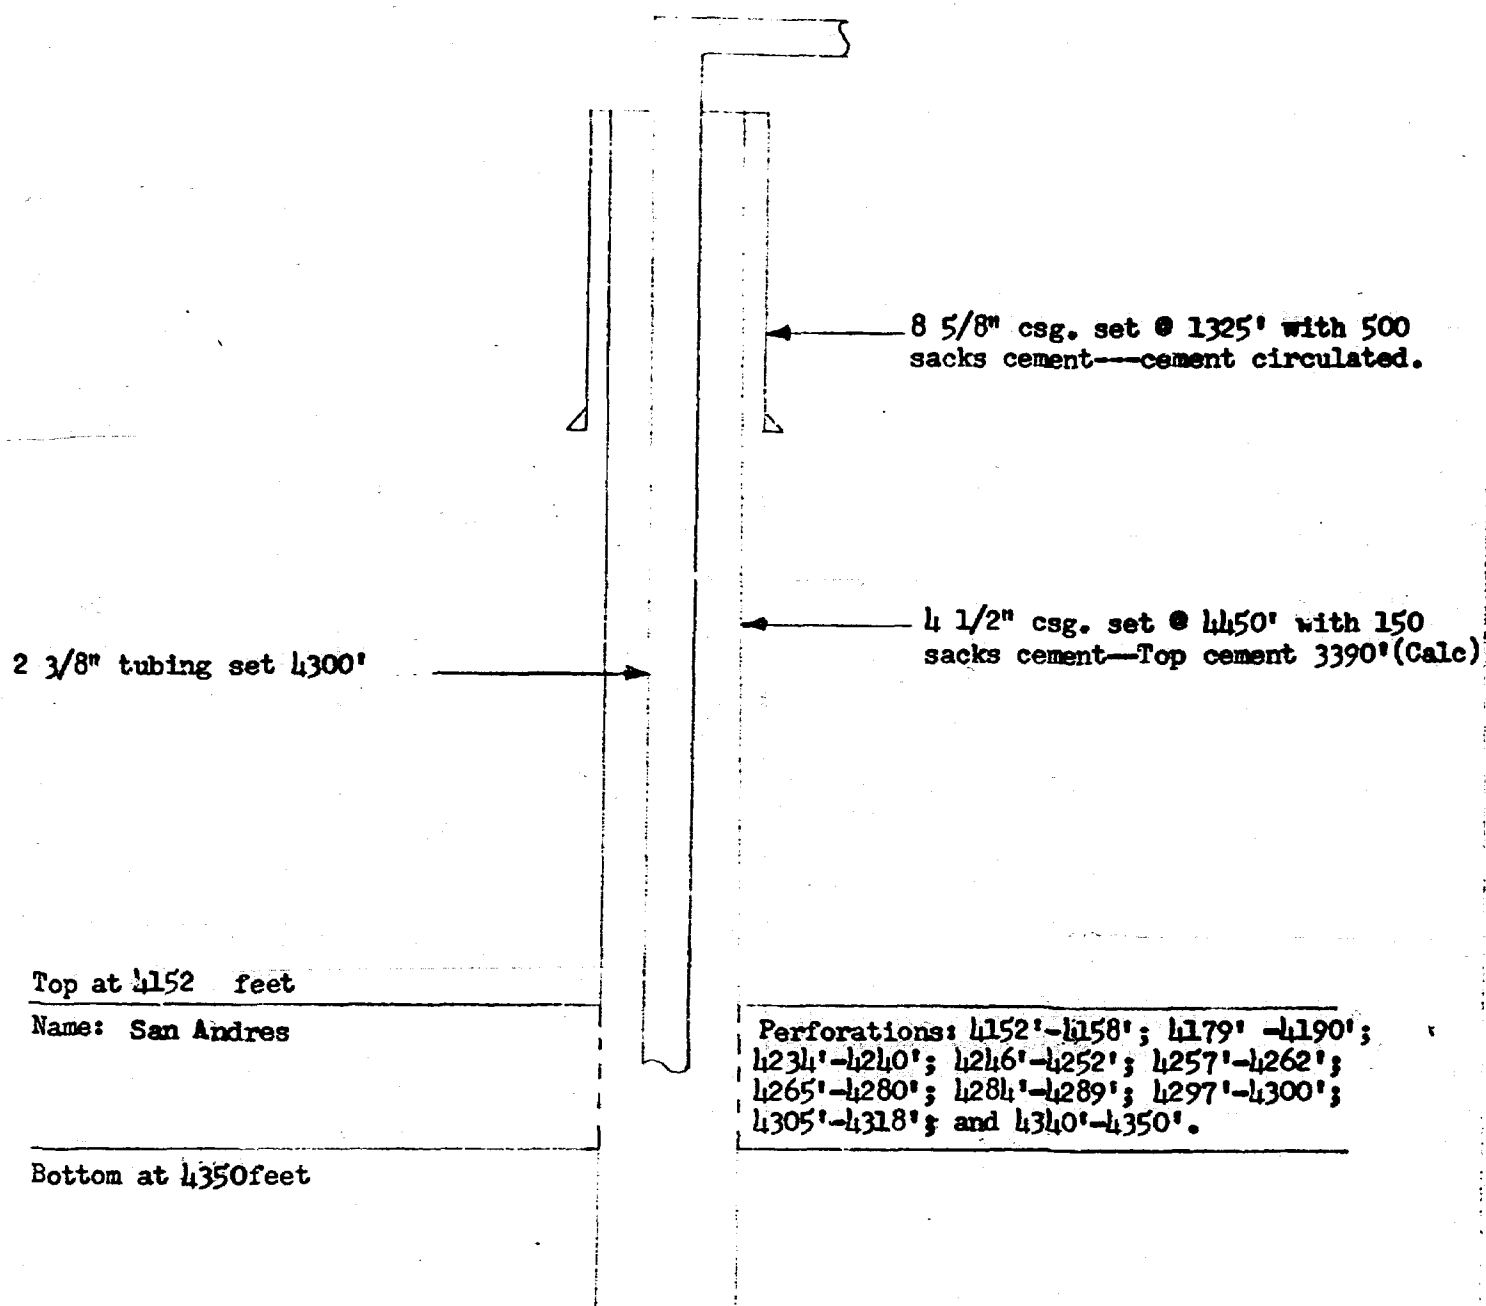 8 5/8" csg. set @ 1325' with 500
sacks cement---cement circulated.
4 1/2" csg. set @ 4450' with 150
sacks cement--Top cement 3390'(Calc)
2 3/8" tubing set 4300'
Top at 4152 feet
Name: San Andres
Perforations: 4152'-4158'; 4179' -4190';
4234'-4240'; 4246'-4252'; 4257'-4262';
4265'-4280'; 4284'-4289'; 4297'-4300';
4305'-4318'; and 4340'-4350'.
Bottom at 4350feet